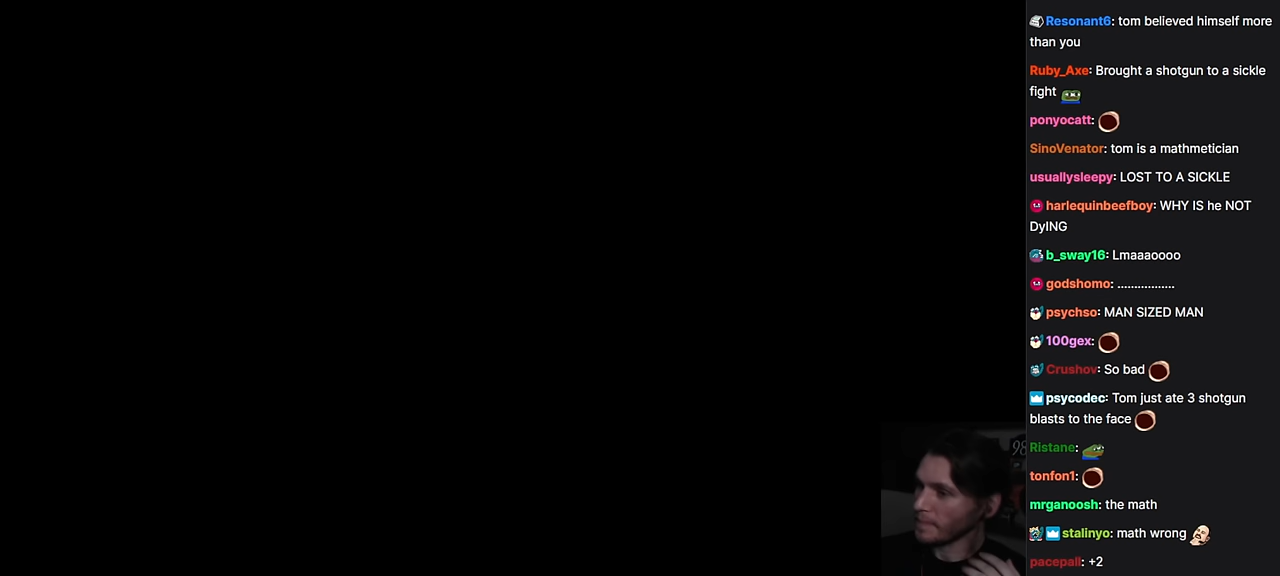 Resonant6: tom believed himself more
than you
Ruby_Axe: Brought a shotgun to a sickle
fight
ponyocatt:
SinoVenator: tom is a mathmetician
usuallysleepy: LOST TO A SICKLE
harlequinbeefboy: WHY IS he NOT
DyING
b_sway16: Lmaaaoooo
godshomo: .................
psychso: MAN SIZED MAN
100gex:
Crushov: So bad
psycodec: Tom just ate 3 shotgun
blasts to the face
Ristane:
tonfon1:
98
mrganoosh: the math
stalinyo: math wrong
pacepall: +2